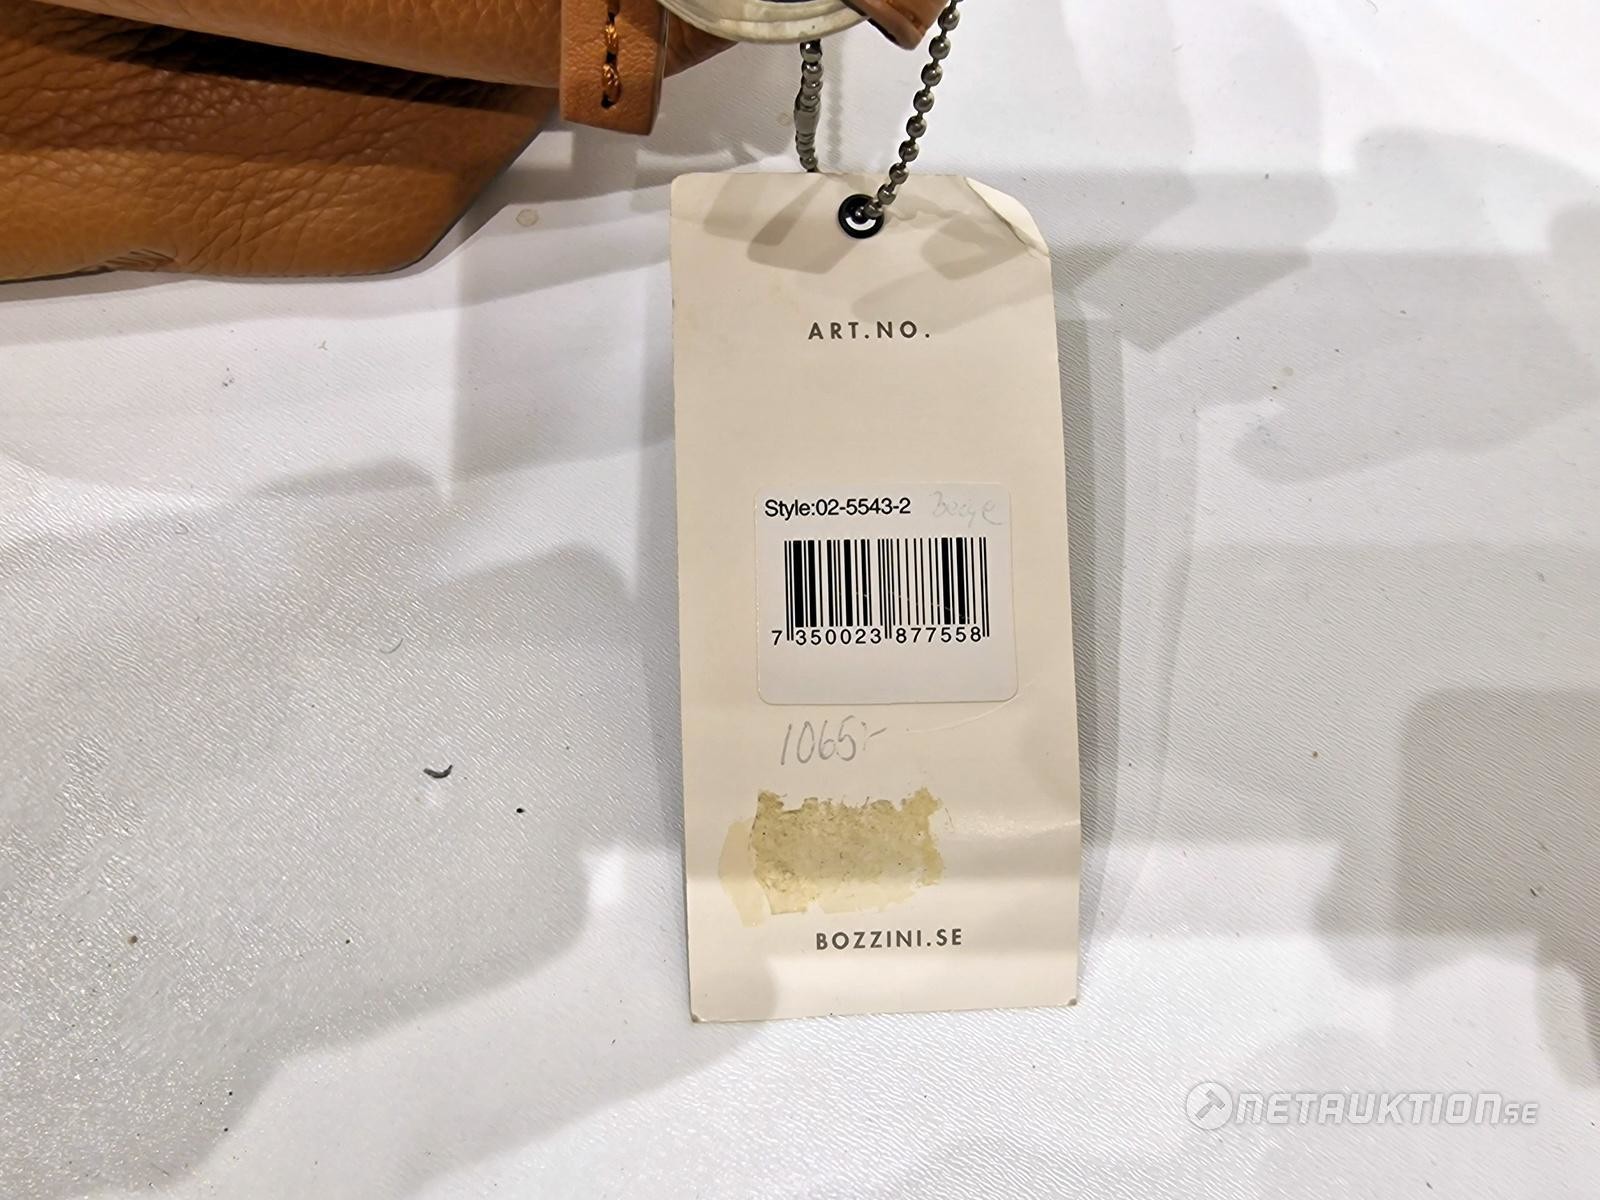 ART.NO.
Style:02-5543-2 Beige
7 350023 877558
1065:-
BOZZINI.SE
NETAUKTION.SE